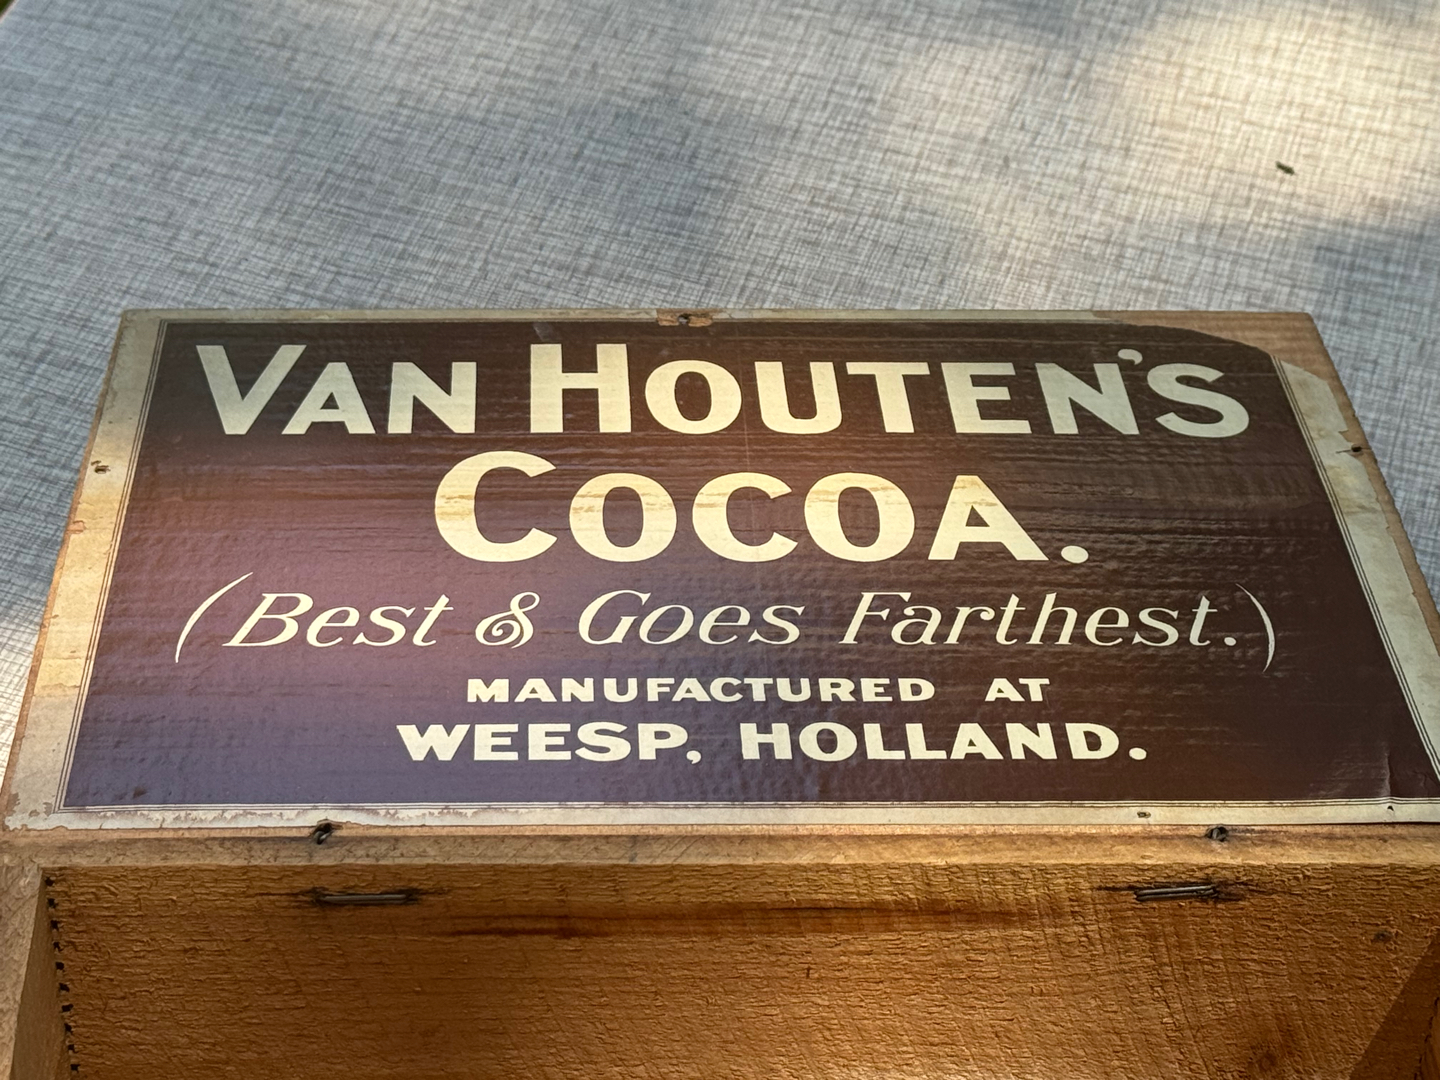 VAN HOUTEN'S
COCOA.
(Best & Goes Farthest.)
MANUFACTURED AT
WEESP, HOLLAND.